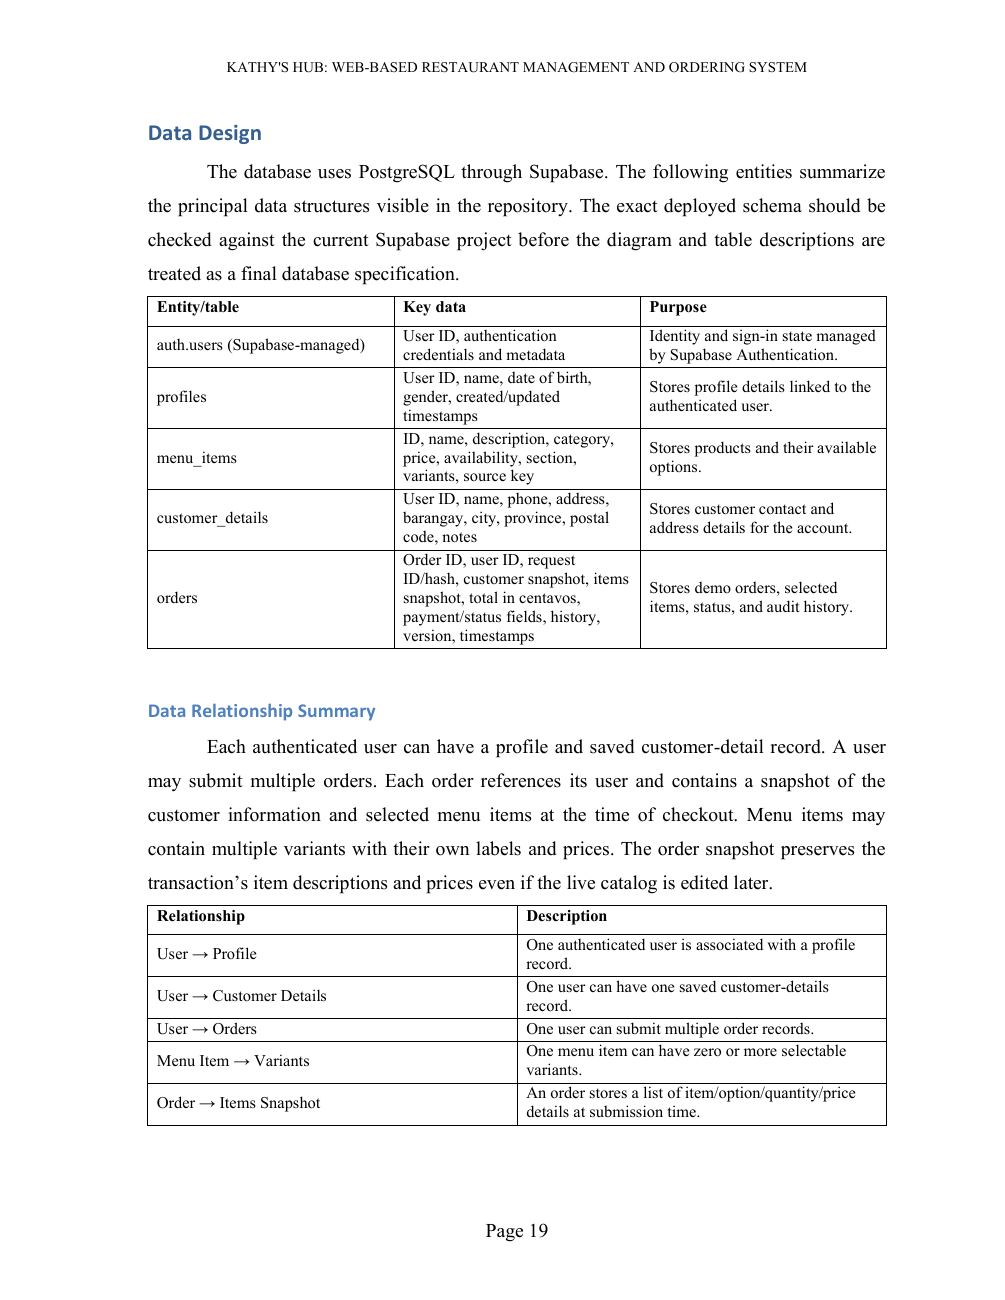 KATHY'S HUB: WEB-BASED RESTAURANT MANAGEMENT AND ORDERING SYSTEM
Data Design
The database uses PostgreSQL through Supabase. The following entities summarize
the principal data structures visible in the repository. The exact deployed schema should be
checked against the current Supabase project before the diagram and table descriptions are
treated as a final database specification.
Entity/table
Key data
Purpose
auth.users (Supabase-managed)
User ID, authentication
credentials and metadata
Identity and sign-in state managed
by Supabase Authentication.
profiles
User ID, name, date of birth,
gender, created/updated
timestamps
Stores profile details linked to the
authenticated user.
menu_items
ID, name, description, category,
price, availability, section,
variants, source key
Stores products and their available
options.
customer_details
User ID, name, phone, address,
barangay, city, province, postal
code, notes
Stores customer contact and
address details for the account.
orders
Order ID, user ID, request
ID/hash, customer snapshot, items
snapshot, total in centavos,
payment/status fields, history,
version, timestamps
Stores demo orders, selected
items, status, and audit history.
Data Relationship Summary
Each authenticated user can have a profile and saved customer-detail record. A user
may submit multiple orders. Each order references its user and contains a snapshot of the
customer information and selected menu items at the time of checkout. Menu items may
contain multiple variants with their own labels and prices. The order snapshot preserves the
transaction’s item descriptions and prices even if the live catalog is edited later.
Relationship
Description
User → Profile
One authenticated user is associated with a profile
record.
User → Customer Details
One user can have one saved customer-details
record.
User → Orders
One user can submit multiple order records.
Menu Item → Variants
One menu item can have zero or more selectable
variants.
Order → Items Snapshot
An order stores a list of item/option/quantity/price
details at submission time.
Page 19